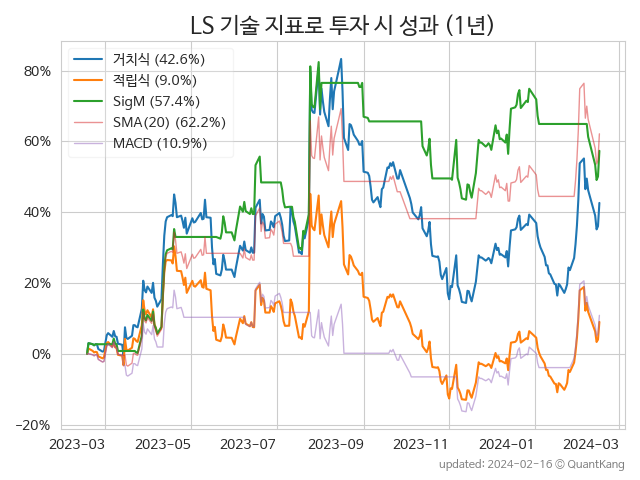 LS 기술 지표로 투자 시 성과 (1년)
거치식 (42.6%)
적립식 (9.0%)
SigM (57.4%)
SMA(20) (62.2%)
MACD (10.9%)
80%
60%
40%
20%
0%
−20%
2023-03 2023-05 2023-07 2023-09 2023-11 2024-01 2024-03
updated: 2024-02-16 © QuantKang